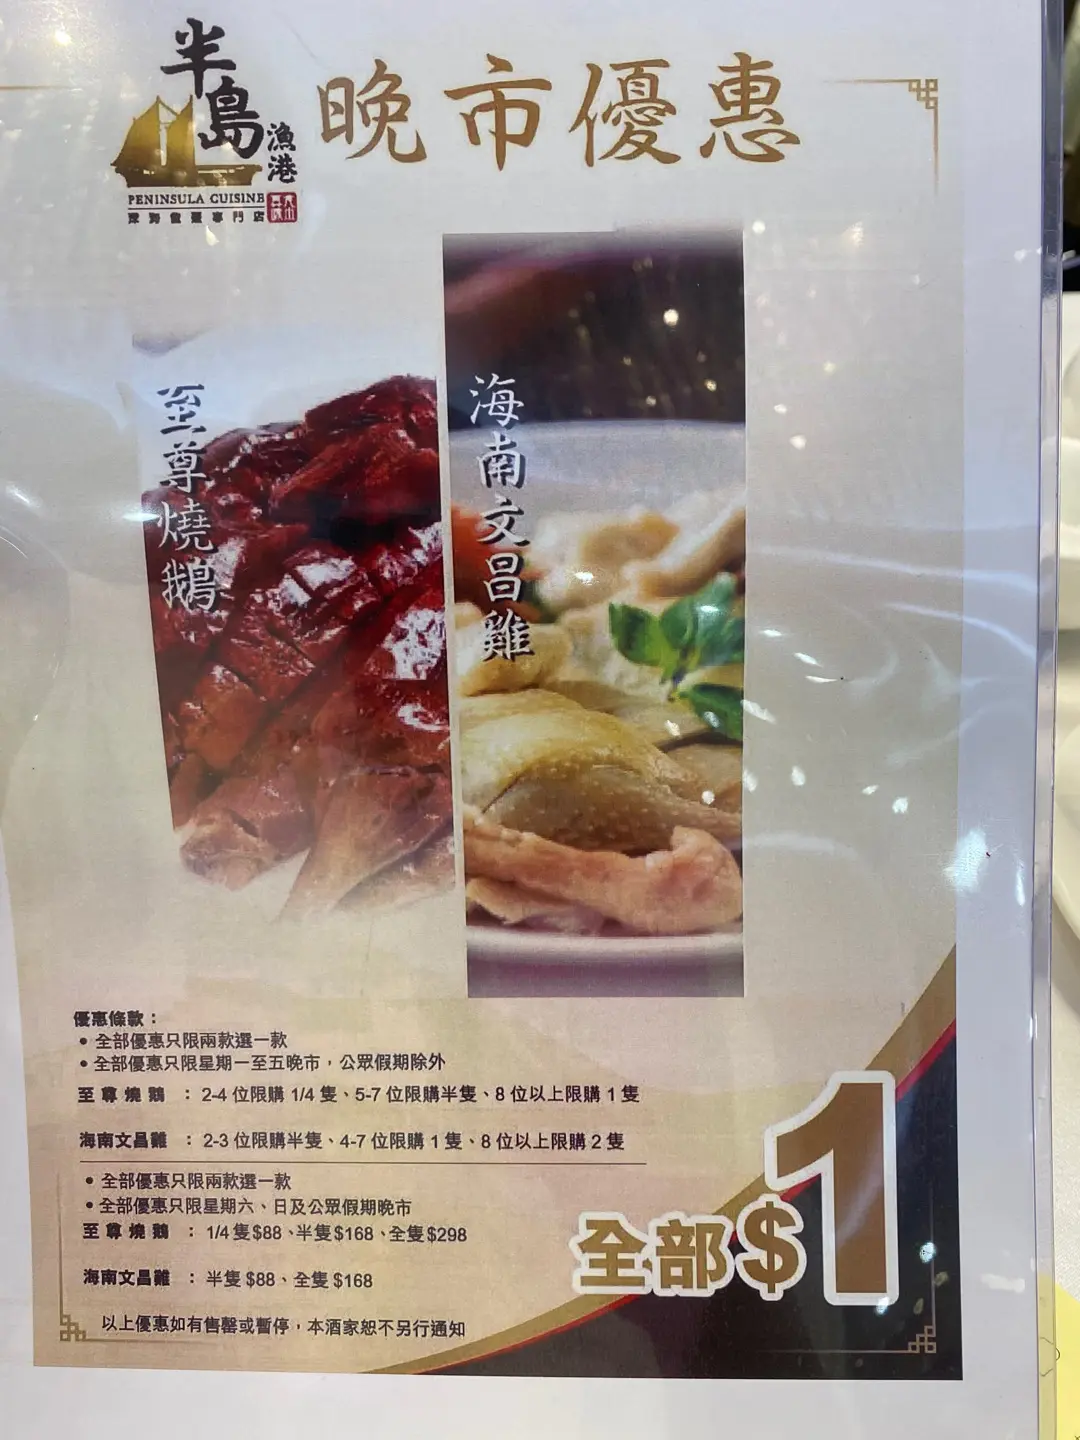 半島
漁港
PENINSULA CUISINE
晚市優惠
至尊燒鵝
海南文昌雞
優惠條款：
• 全部優惠只限兩款選一款
• 全部優惠只限星期一至五晚市，公眾假期除外
至尊燒鵝 ：2-4 位限購 1/4 隻、5-7 位限購半隻、8 位以上限購 1 隻
海南文昌雞 ：2-3 位限購半隻、4-7 位限購 1 隻、8 位以上限購 2 隻
• 全部優惠只限兩款選一款
• 全部優惠只限星期六、日及公眾假期晚市
至尊燒鵝 ：1/4 隻 $88、半隻 $168、全隻 $298
海南文昌雞 ：半隻 $88、全隻 $168
以上優惠如有售罄或暫停，本酒家恕不另行通知
全部$1